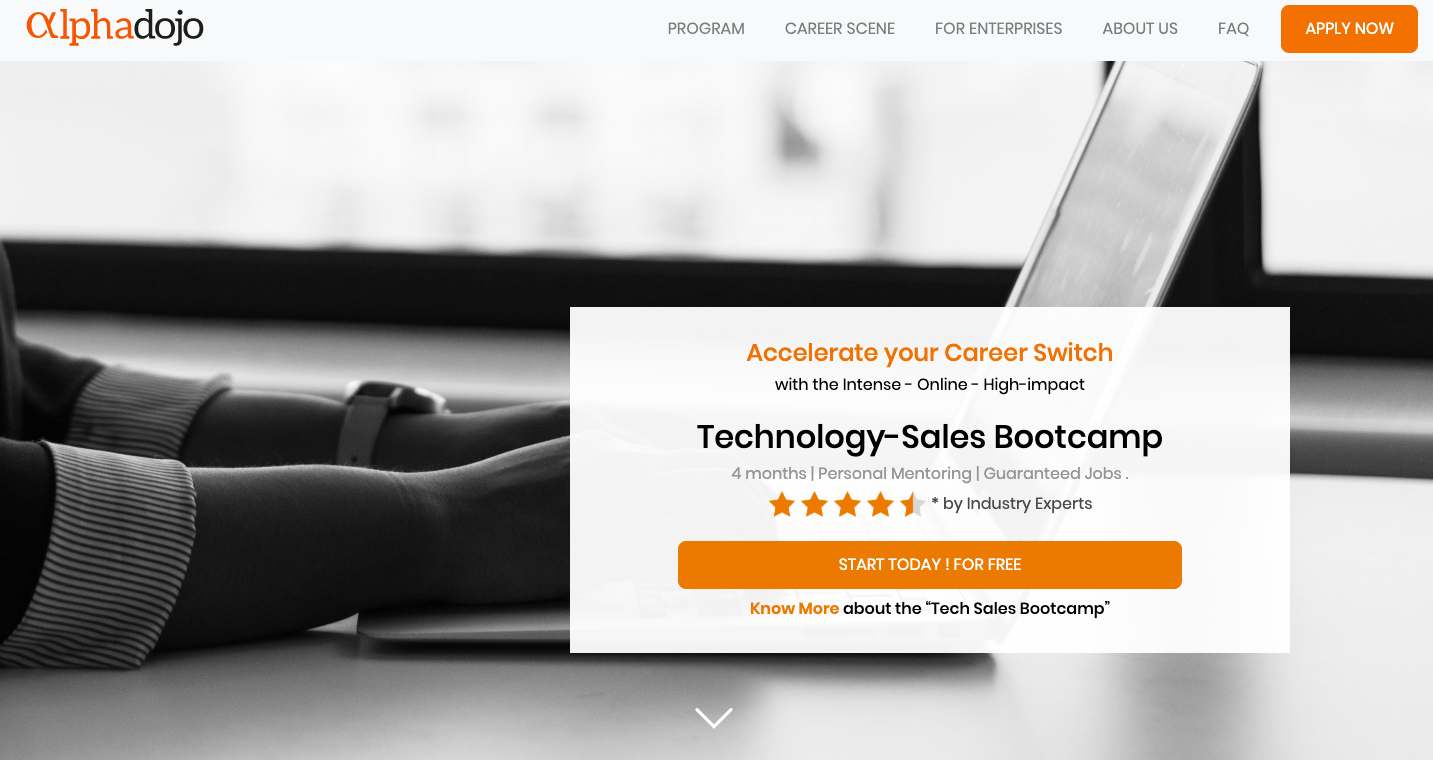 alphadojo
PROGRAM CAREER SCENE FOR ENTERPRISES ABOUT US FAQ APPLY NOW
Accelerate your Career Switch
with the Intense - Online - High-impact
Technology-Sales Bootcamp
4 months | Personal Mentoring | Guaranteed Jobs .
* by Industry Experts
START TODAY ! FOR FREE
Know More about the “Tech Sales Bootcamp”